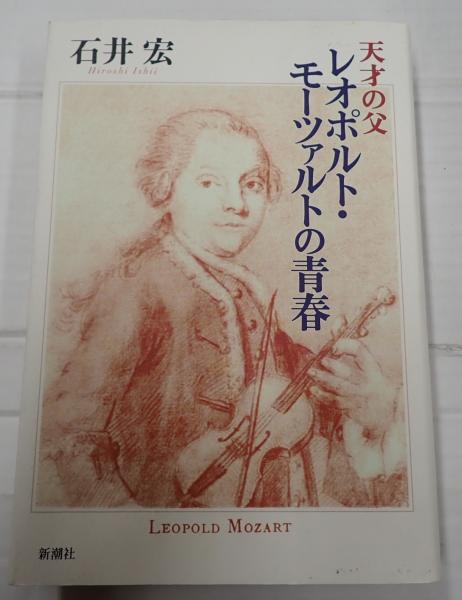 石井 宏
Hiroshi Ishii
天才の父
レオポルト・
モーツァルトの青春
LEOPOLD MOZART
新潮社